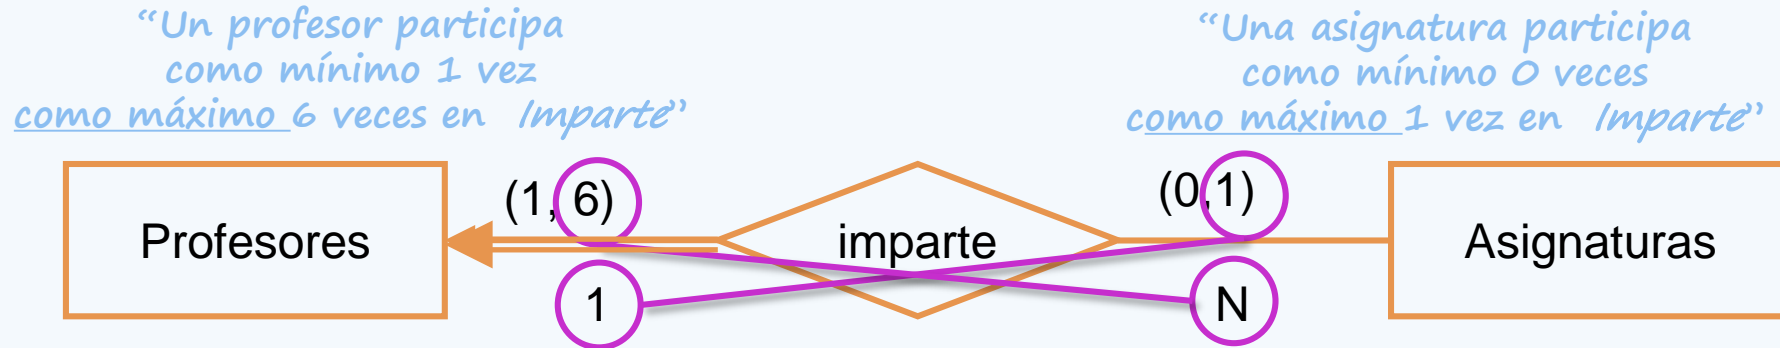 “Un profesor participa
como mínimo 1 vez
como máximo 6 veces en Imparte”
“Una asignatura participa
como mínimo 0 veces
como máximo 1 vez en Imparte”
(1, 6)
(0,1)
Profesores
imparte
Asignaturas
1
N